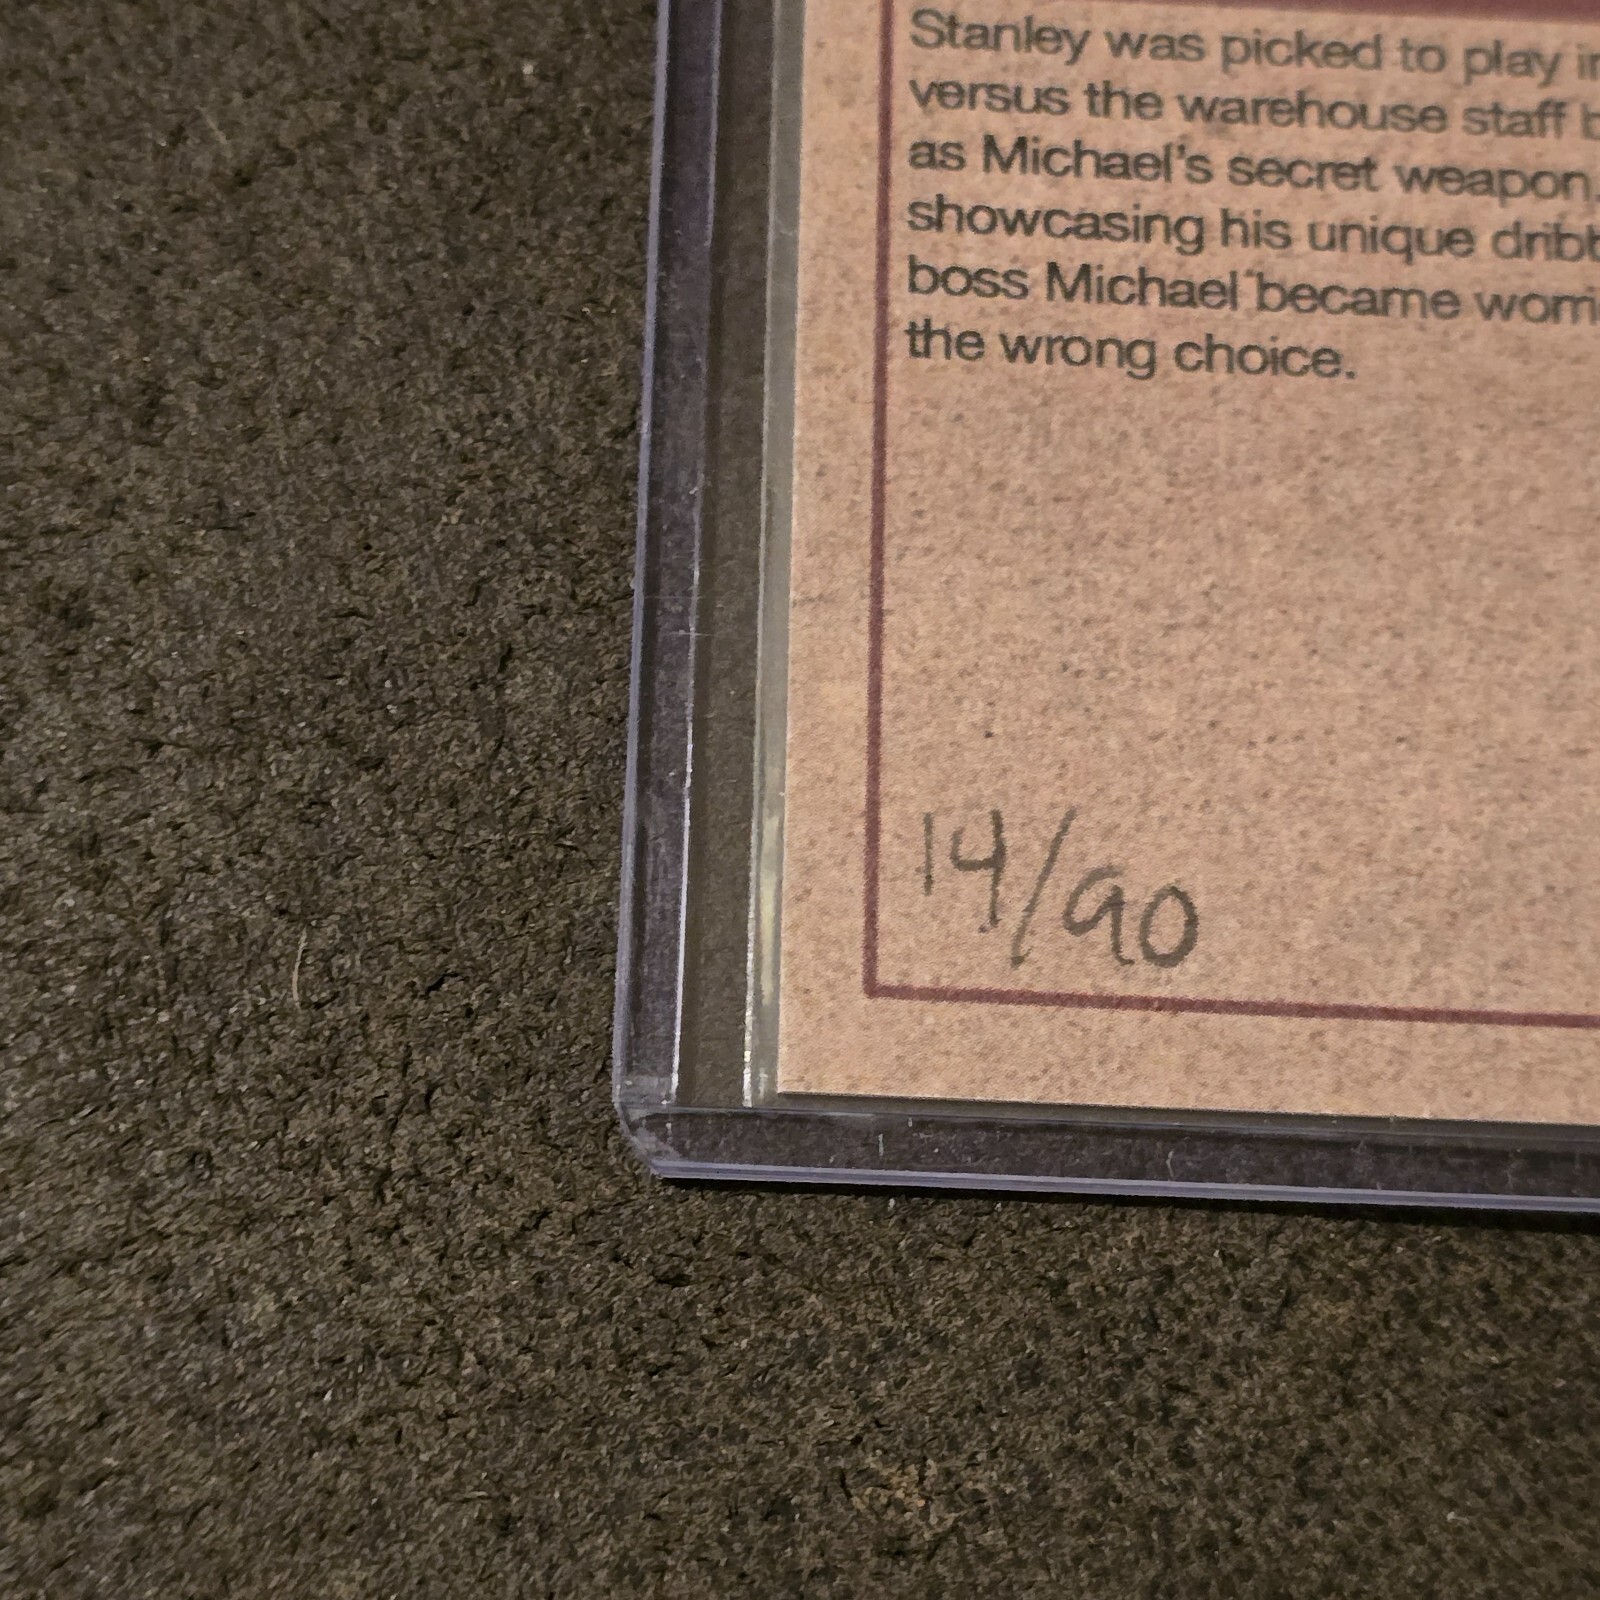 Stanley was picked to play in
versus the warehouse staff
as Michael's secret weapon.
showcasing his unique
boss Michael became
the wrong choice.
14/90